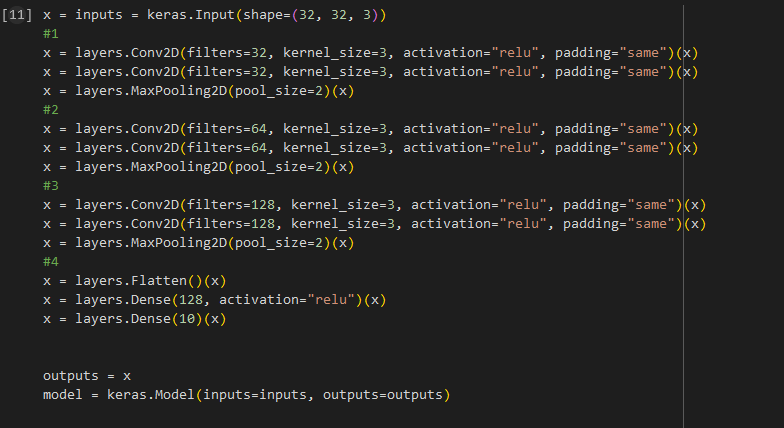 [11] x = inputs = keras.Input(shape=(32, 32, 3))
#1
x = layers.Conv2D(filters=32, kernel_size=3, activation="relu", padding="same")(x)
x = layers.Conv2D(filters=32, kernel_size=3, activation="relu", padding="same")(x)
x = layers.MaxPooling2D(pool_size=2)(x)
#2
x = layers.Conv2D(filters=64, kernel_size=3, activation="relu", padding="same")(x)
x = layers.Conv2D(filters=64, kernel_size=3, activation="relu", padding="same")(x)
x = layers.MaxPooling2D(pool_size=2)(x)
#3
x = layers.Conv2D(filters=128, kernel_size=3, activation="relu", padding="same")(x)
x = layers.Conv2D(filters=128, kernel_size=3, activation="relu", padding="same")(x)
x = layers.MaxPooling2D(pool_size=2)(x)
#4
x = layers.Flatten()(x)
x = layers.Dense(128, activation="relu")(x)
x = layers.Dense(10)(x)
outputs = x
model = keras.Model(inputs=inputs, outputs=outputs)